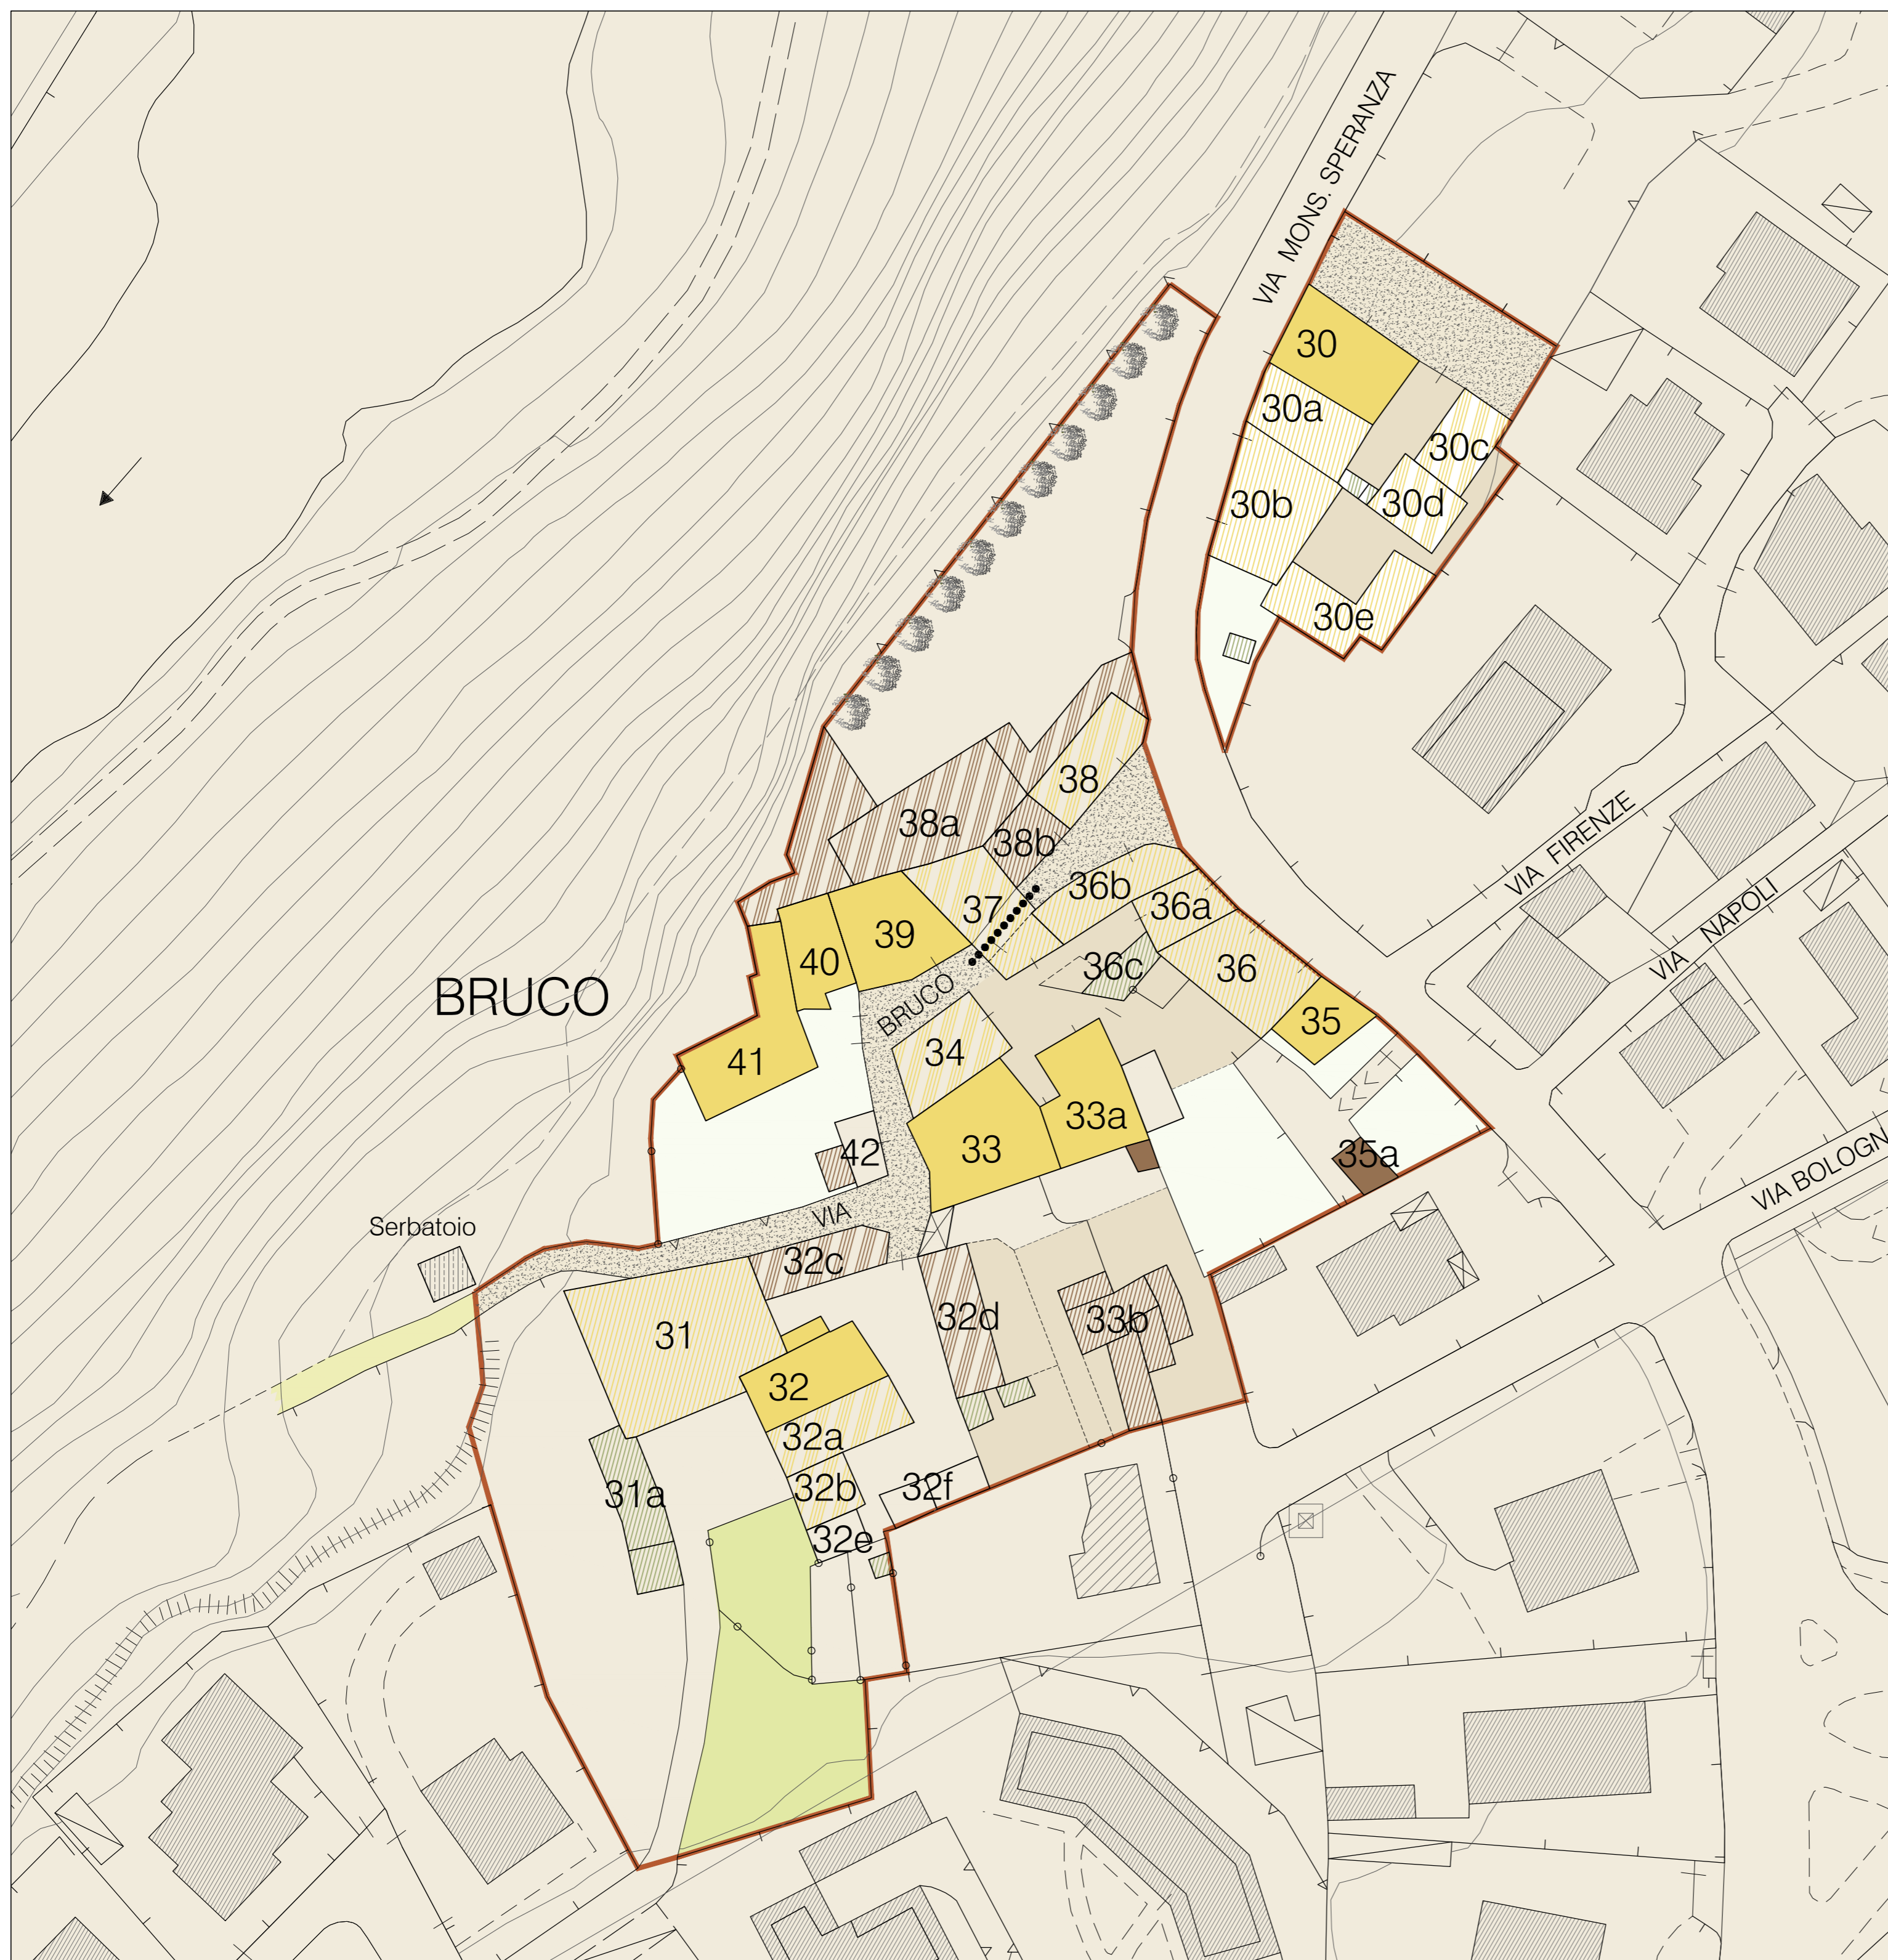 VIA MONS. SPERANZA
30
30a
30c
30b
30d
30e
38
38a
38b
VIA FIRENZE
36b
37
36a
VIA NAPOLI
39
40
36c
36
BRUCO
BRUCO
35
34
41
33a
33
42
35a
VIA BOLOGN
VIA
Serbatoio
32c
32d
33b
31
32
32a
32b
32f
31a
32e